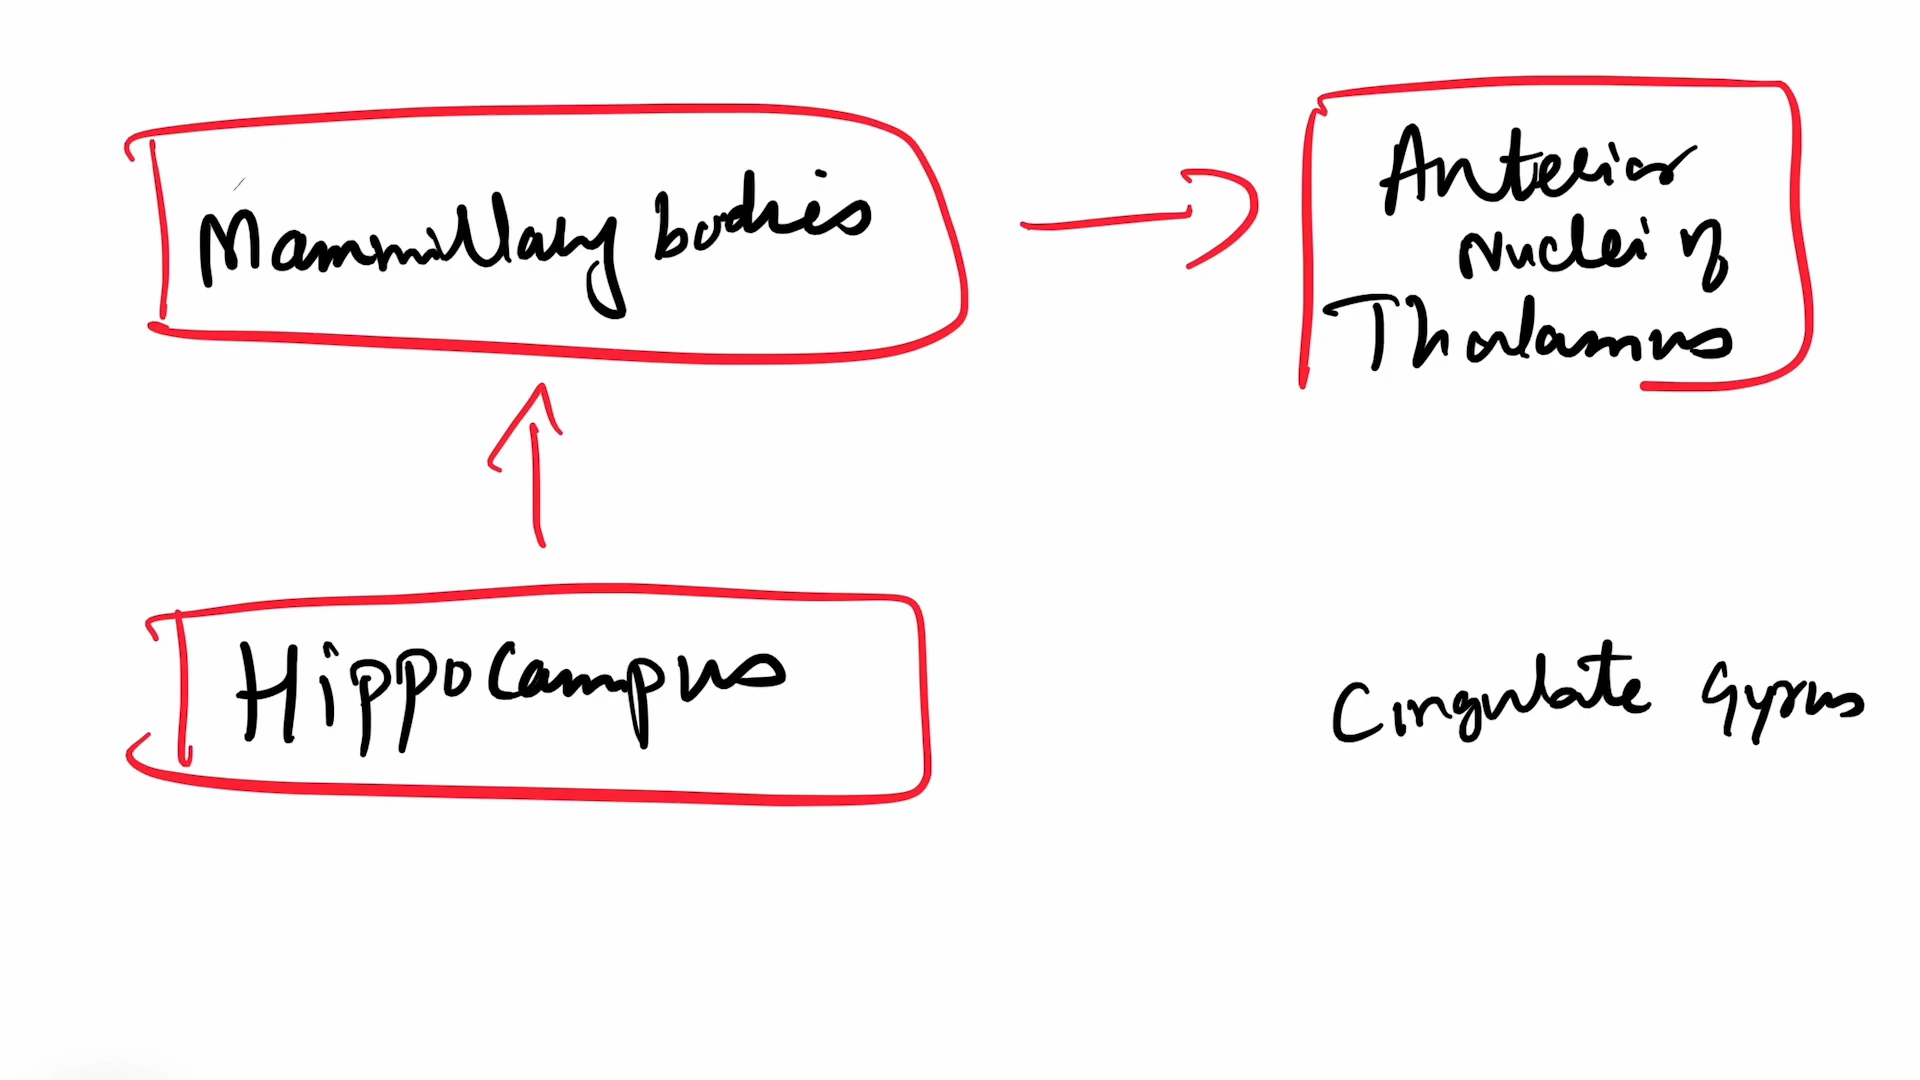 Mammillary bodies
Anterior
nuclei of
Thalamus
Hippocampus
Cingulate Gyrus